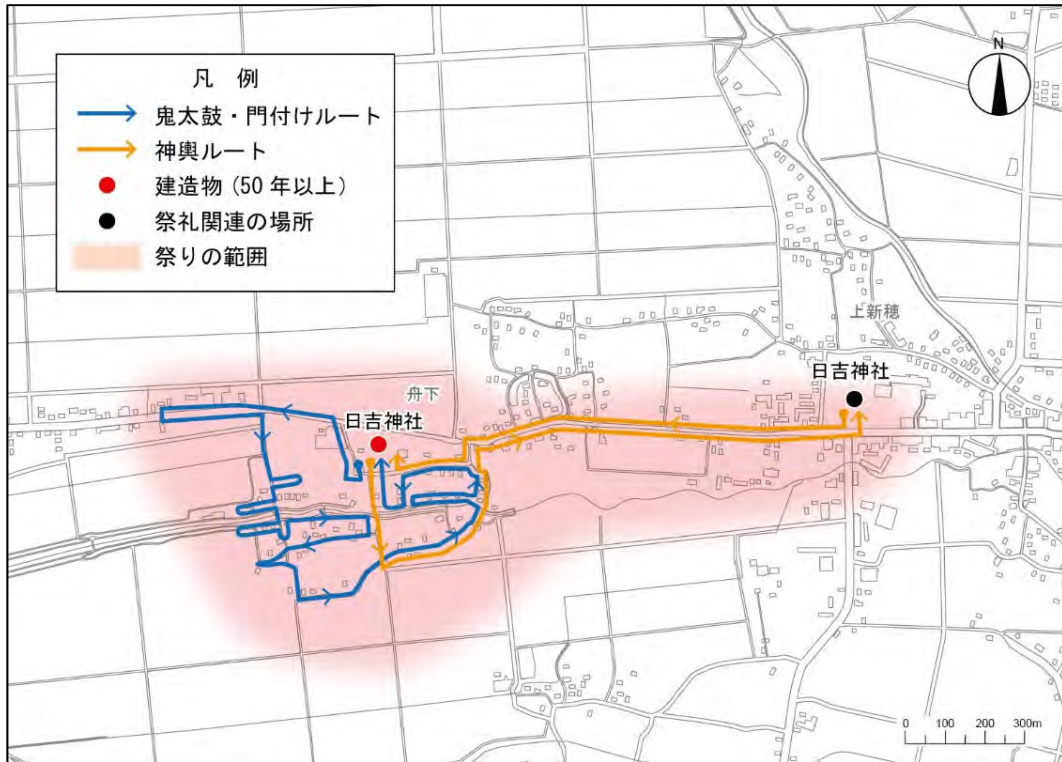 凡 例
鬼太鼓・門付けルート
神輿ルート
建造物(50年以上)
祭礼関連の場所
祭りの範囲
N
上新穂
日吉神社
舟下
日吉神社
0 100 200 300m